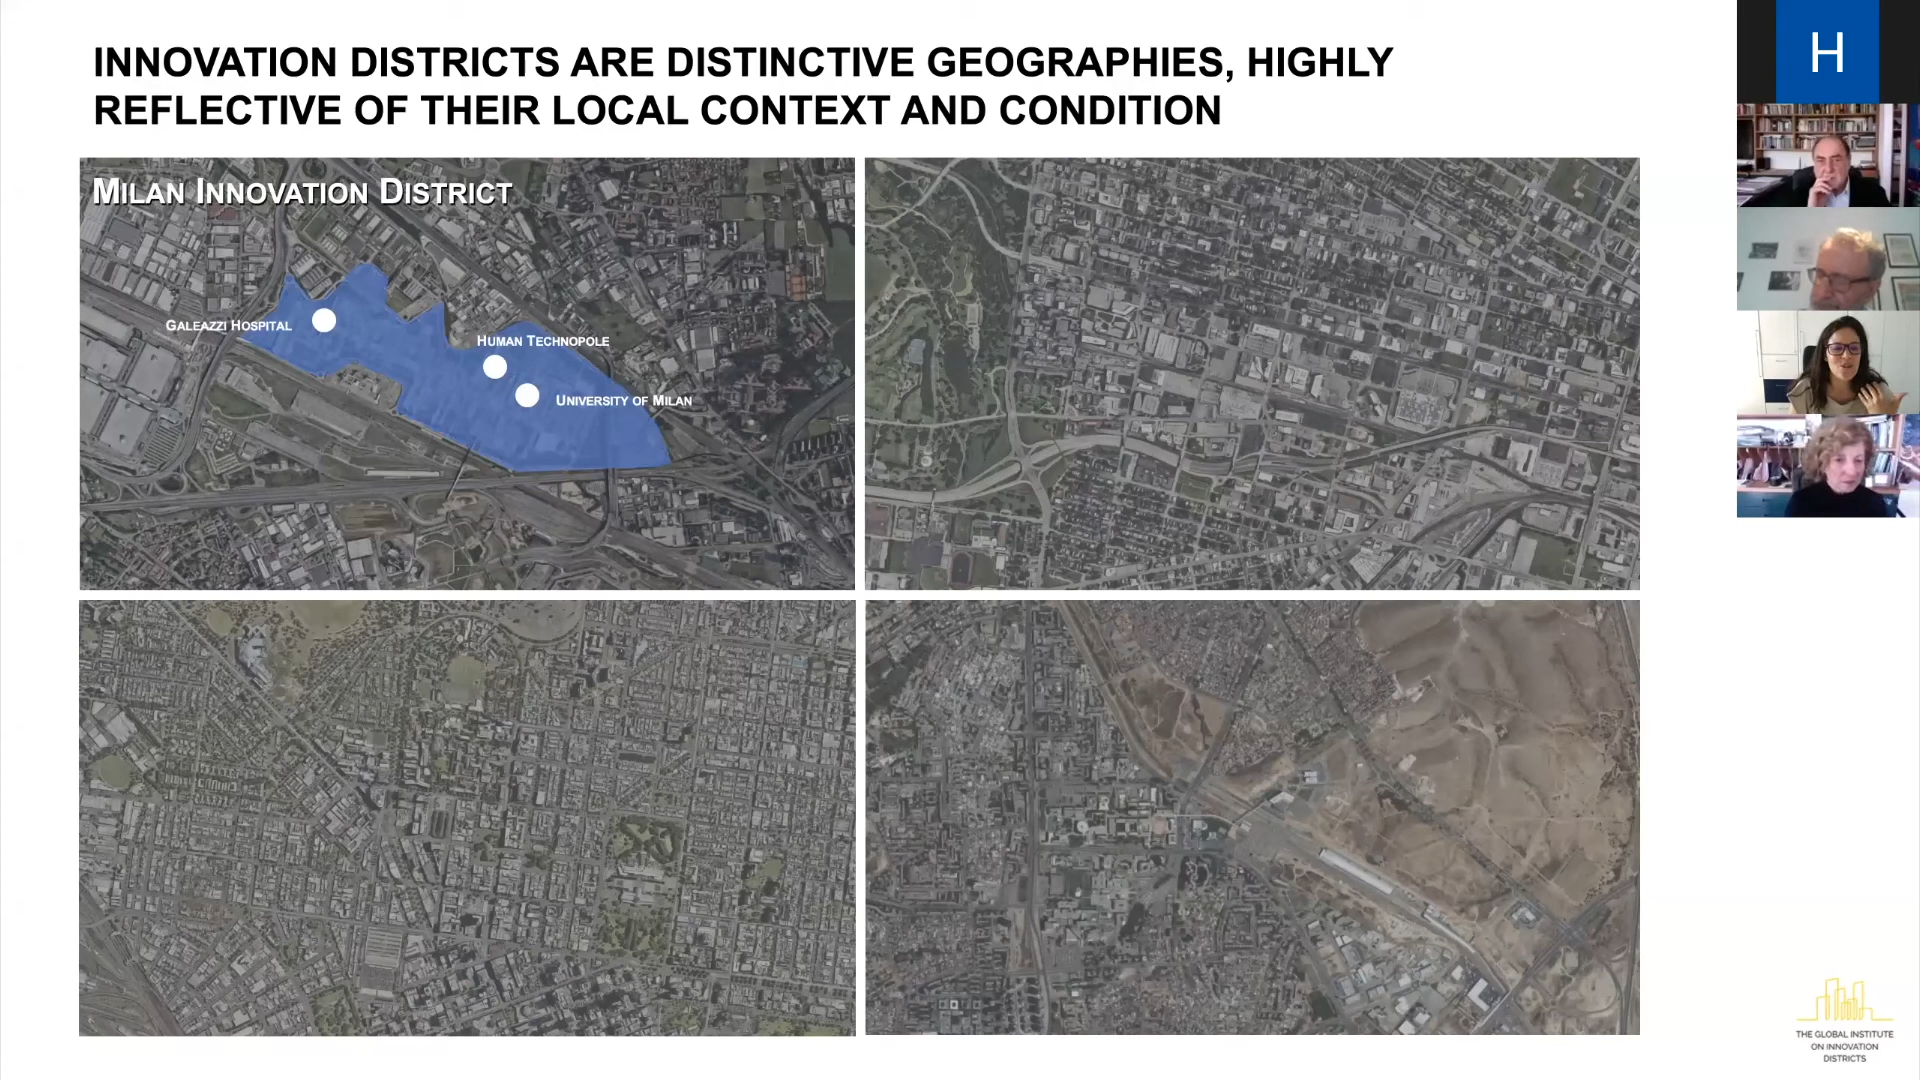 INNOVATION DISTRICTS ARE DISTINCTIVE GEOGRAPHIES, HIGHLY
REFLECTIVE OF THEIR LOCAL CONTEXT AND CONDITION
MILAN INNOVATION DISTRICT
GALEAZZI HOSPITAL
HUMAN TECHNOPOLE
UNIVERSITY OF MILAN
H
THE GLOBAL INSTITUTE
ON INNOVATION
DISTRICTS